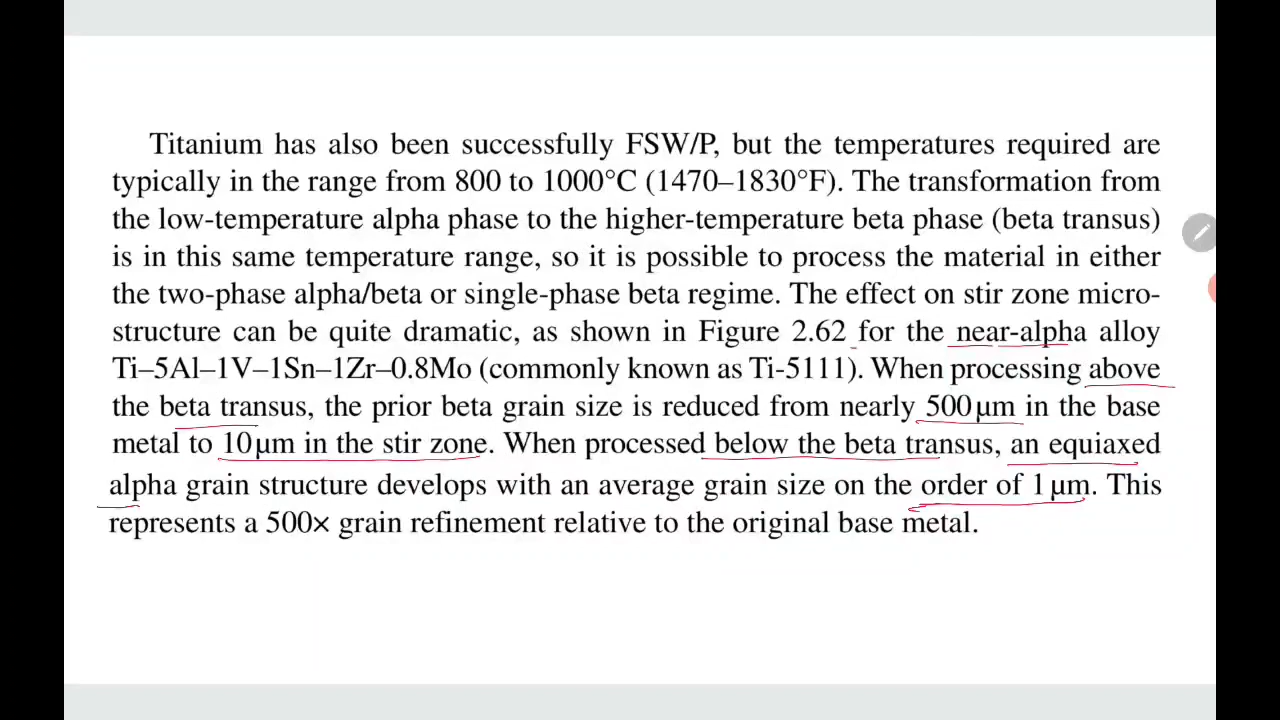 Titanium has also been successfully FSW/P, but the temperatures required are
typically in the range from 800 to 1000°C (1470–1830°F). The transformation from
the low-temperature alpha phase to the higher-temperature beta phase (beta transus)
is in this same temperature range, so it is possible to process the material in either
the two-phase alpha/beta or single-phase beta regime. The effect on stir zone micro-
structure can be quite dramatic, as shown in Figure 2.62 for the near-alpha alloy
Ti–5Al–1V–1Sn–1Zr–0.8Mo (commonly known as Ti-5111). When processing above
the beta transus, the prior beta grain size is reduced from nearly 500 μm in the base
metal to 10 μm in the stir zone. When processed below the beta transus, an equiaxed
alpha grain structure develops with an average grain size on the order of 1 μm. This
represents a 500× grain refinement relative to the original base metal.